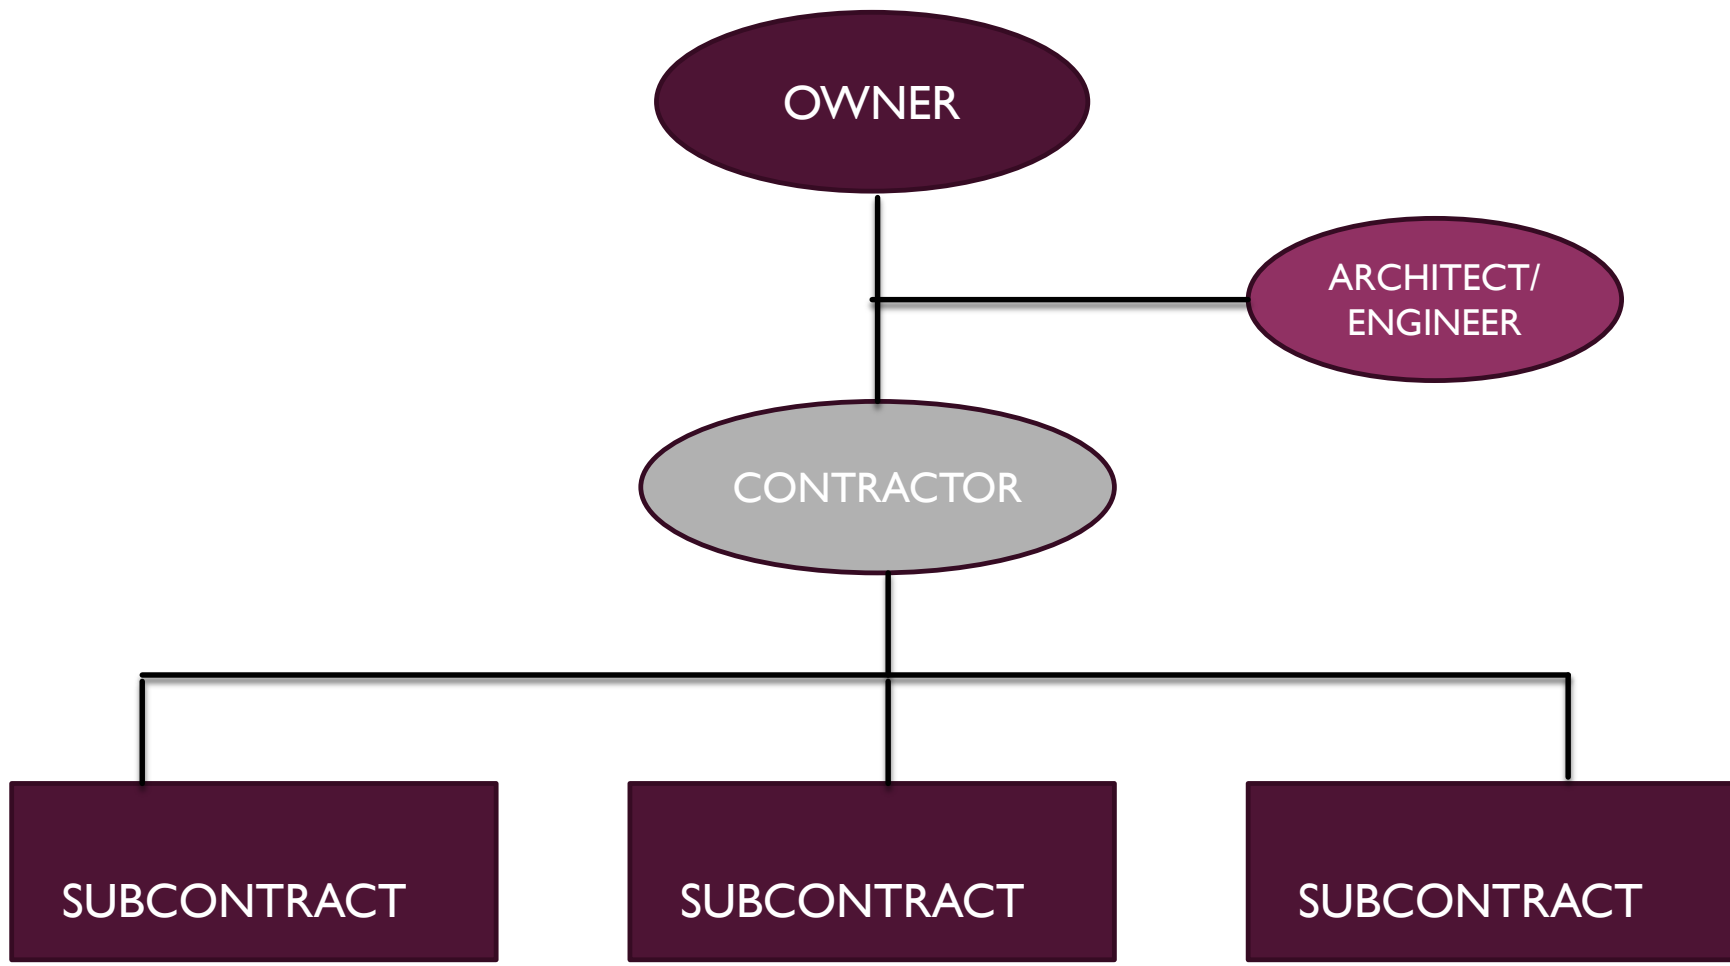 OWNER
ARCHITECT/
ENGINEER
CONTRACTOR
SUBCONTRACT
SUBCONTRACT
SUBCONTRACT